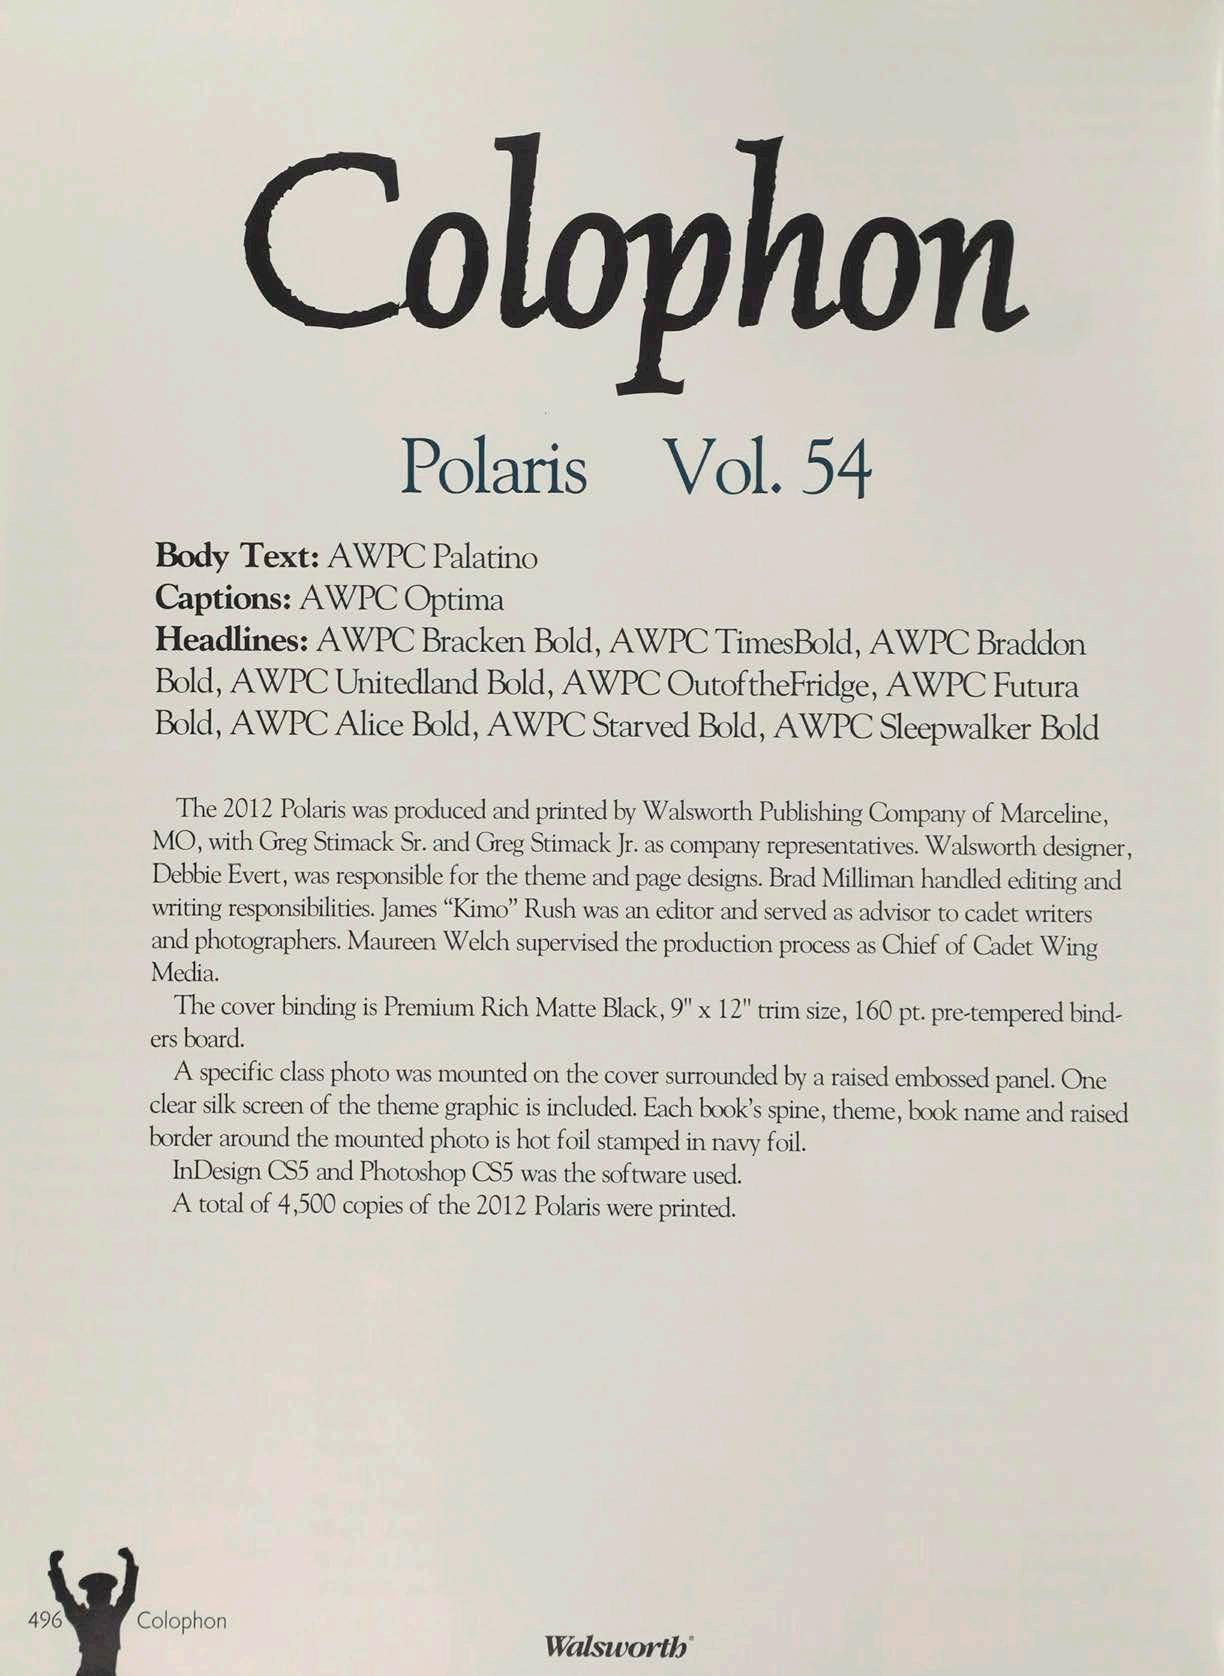 Colophon
Polaris Vol. 54
Body Text: AWPC Palatino
Captions: AWPC Optima
Headlines: AWPC Bracken Bold, AWPC TimesBold, AWPC Braddon
Bold, AWPC Unitedland Bold, AWPC OutoftheFridge, AWPC Futura
Bold, AWPC Alice Bold, AWPC Starved Bold, AWPC Sleepwalker Bold
The 2012 Polaris was produced and printed by Walsworth Publishing Company of Marceline,
MO, with Greg Stimack Sr. and Greg Stimack Jr. as company representatives. Walsworth designer,
Debbie Evert, was responsible for the theme and page designs. Brad Milliman handled editing and
writing responsibilities. James “Kimo” Rush was an editor and served as advisor to cadet writers
and photographers. Maureen Welch supervised the production process as Chief of Cadet Wing
Media.
The cover binding is Premium Rich Matte Black, 9" x 12" trim size, 160 pt. pre-tempered bind-
ers board.
A specific class photo was mounted on the cover surrounded by a raised embossed panel. One
clear silk screen of the theme graphic is included. Each book’s spine, theme, book name and raised
border around the mounted photo is hot foil stamped in navy foil.
InDesign CS5 and Photoshop CS5 was the software used.
A total of 4,500 copies of the 2012 Polaris were printed.
496 Colophon
Walsworth®